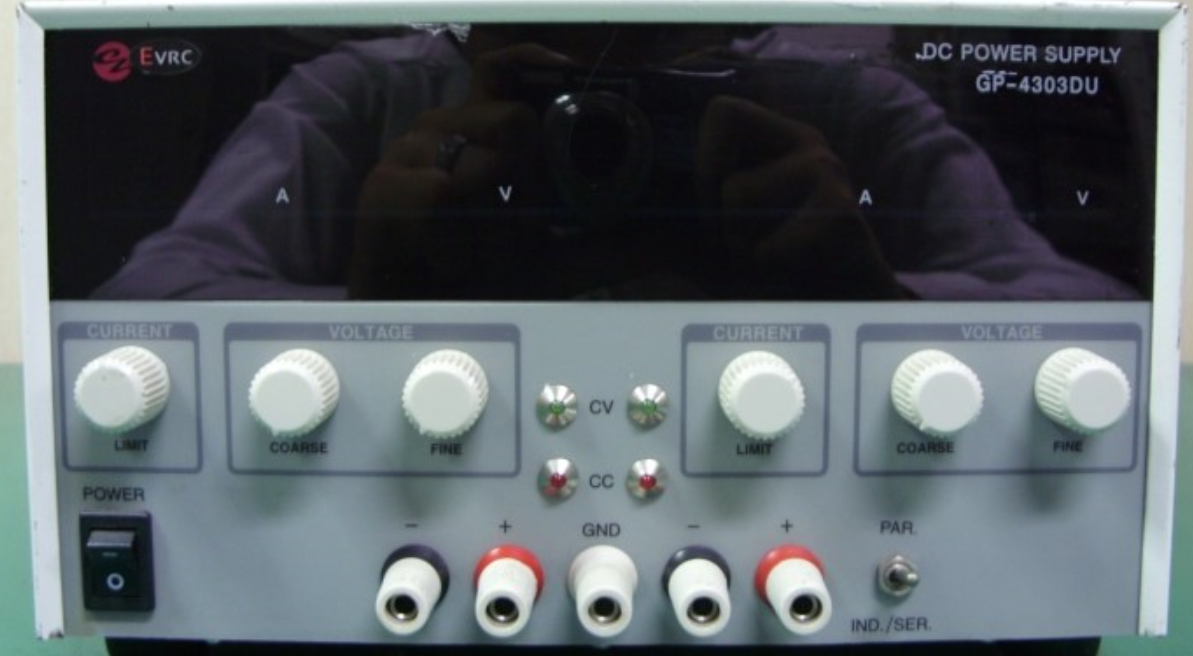 EVRC
DC POWER SUPPLY
GP-4303DU
A V A V
CURRENT VOLTAGE CURRENT VOLTAGE
CV
LIMIT COARSE FINE LIMIT COARSE FINE
CC
POWER
- + GND - + PAR.
IND./SER.